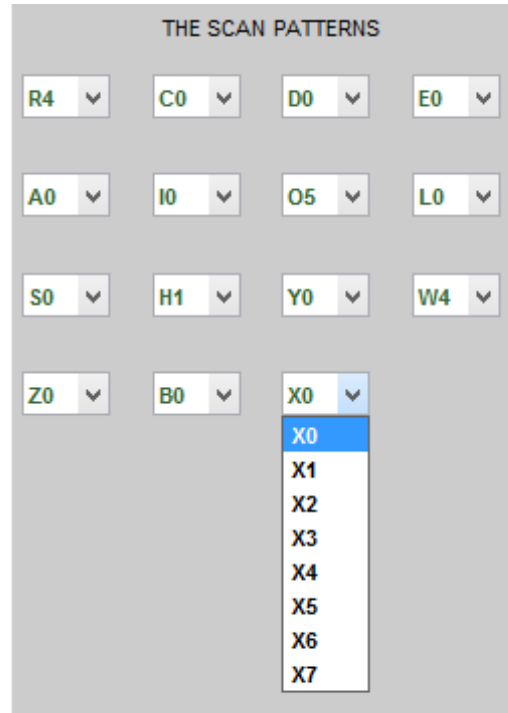 THE SCAN PATTERNS
R4 C0 D0 E0
A0 I0 O5 L0
S0 H1 Y0 W4
Z0 B0 X0
X0
X1
X2
X3
X4
X5
X6
X7